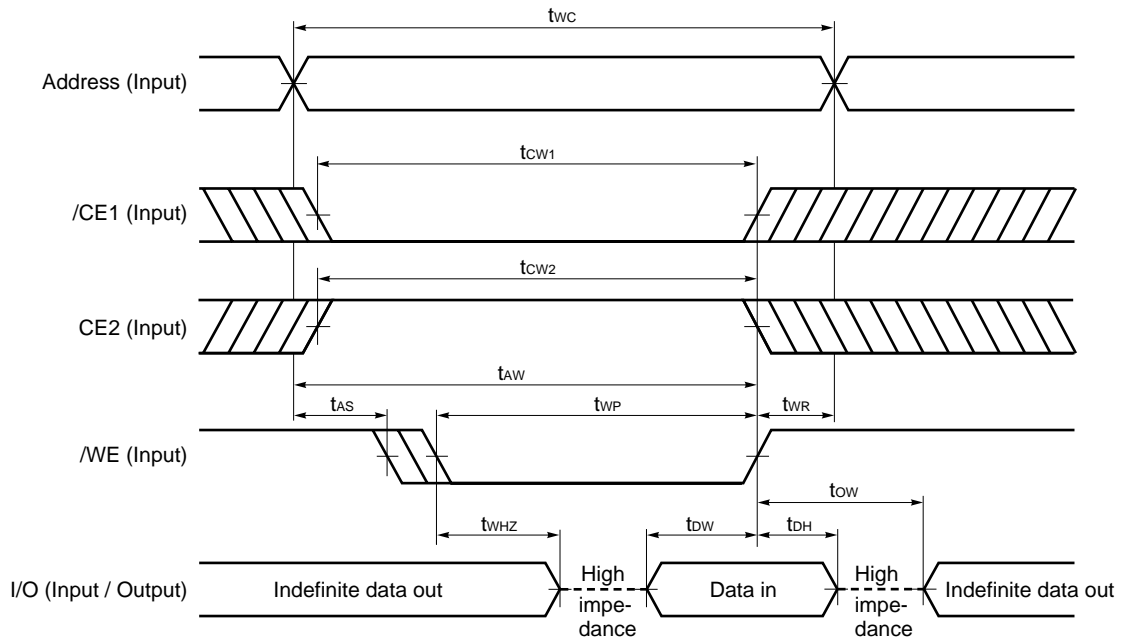 tWC
Address (Input)
tCW1
/CE1 (Input)
tCW2
CE2 (Input)
tAW
tAS
tWP
tWR
/WE (Input)
tOW
tWHZ
tDW
tDH
I/O (Input / Output)
Indefinite data out
High
impe-
dance
Data in
High
impe-
dance
Indefinite data out